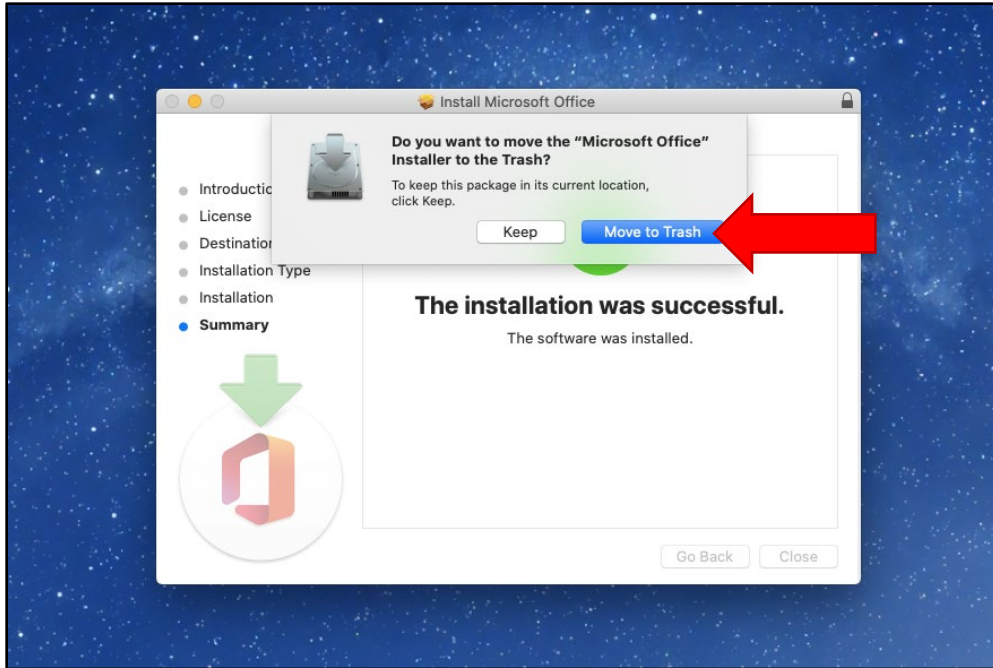 Install Microsoft Office
Do you want to move the “Microsoft Office”
Installer to the Trash?
To keep this package in its current location,
click Keep.
Keep
Move to Trash
Introductio
License
Destination
Installation Type
Installation
Summary
The installation was successful.
The software was installed.
Go Back
Close